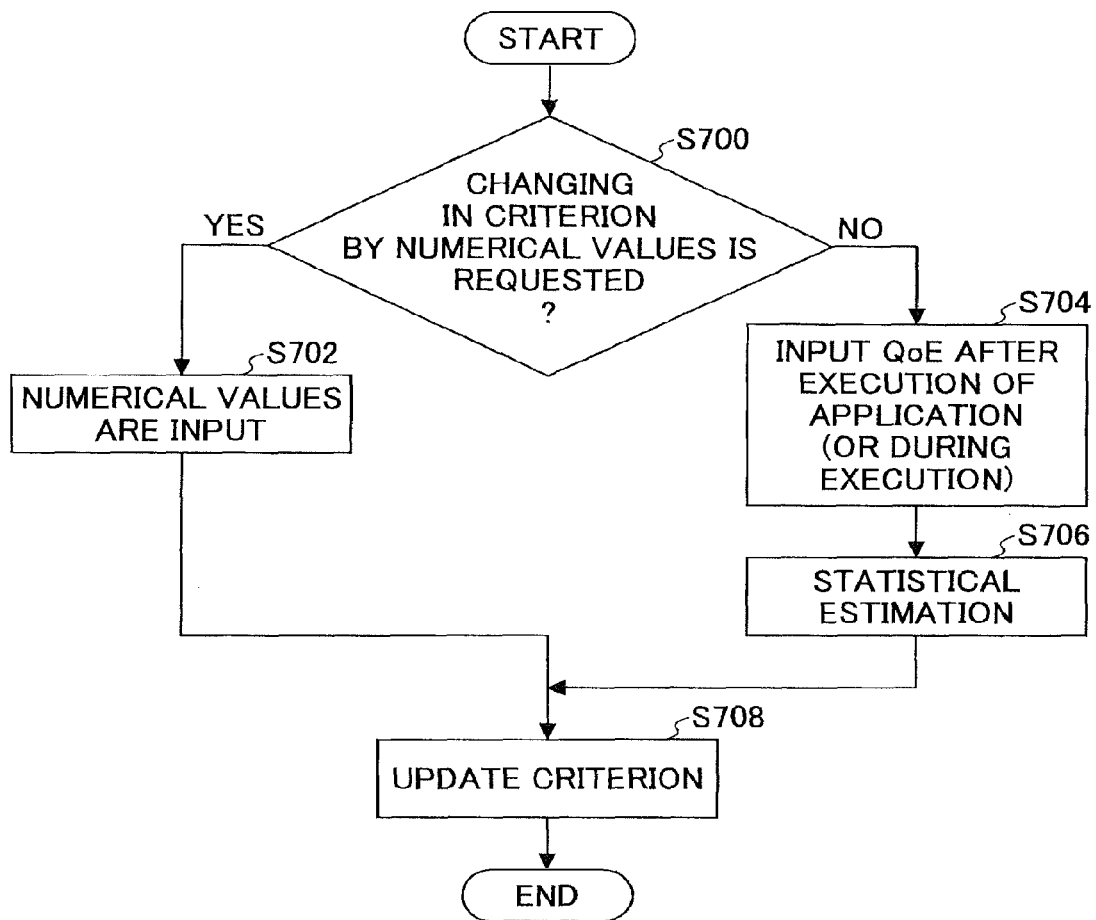 START
S700
CHANGING
IN CRITERION
BY NUMERICAL VALUES IS
REQUESTED
?
YES
NO
S702
NUMERICAL VALUES
ARE INPUT
S704
INPUT QoE AFTER
EXECUTION OF
APPLICATION
(OR DURING
EXECUTION)
S706
STATISTICAL
ESTIMATION
S708
UPDATE CRITERION
END